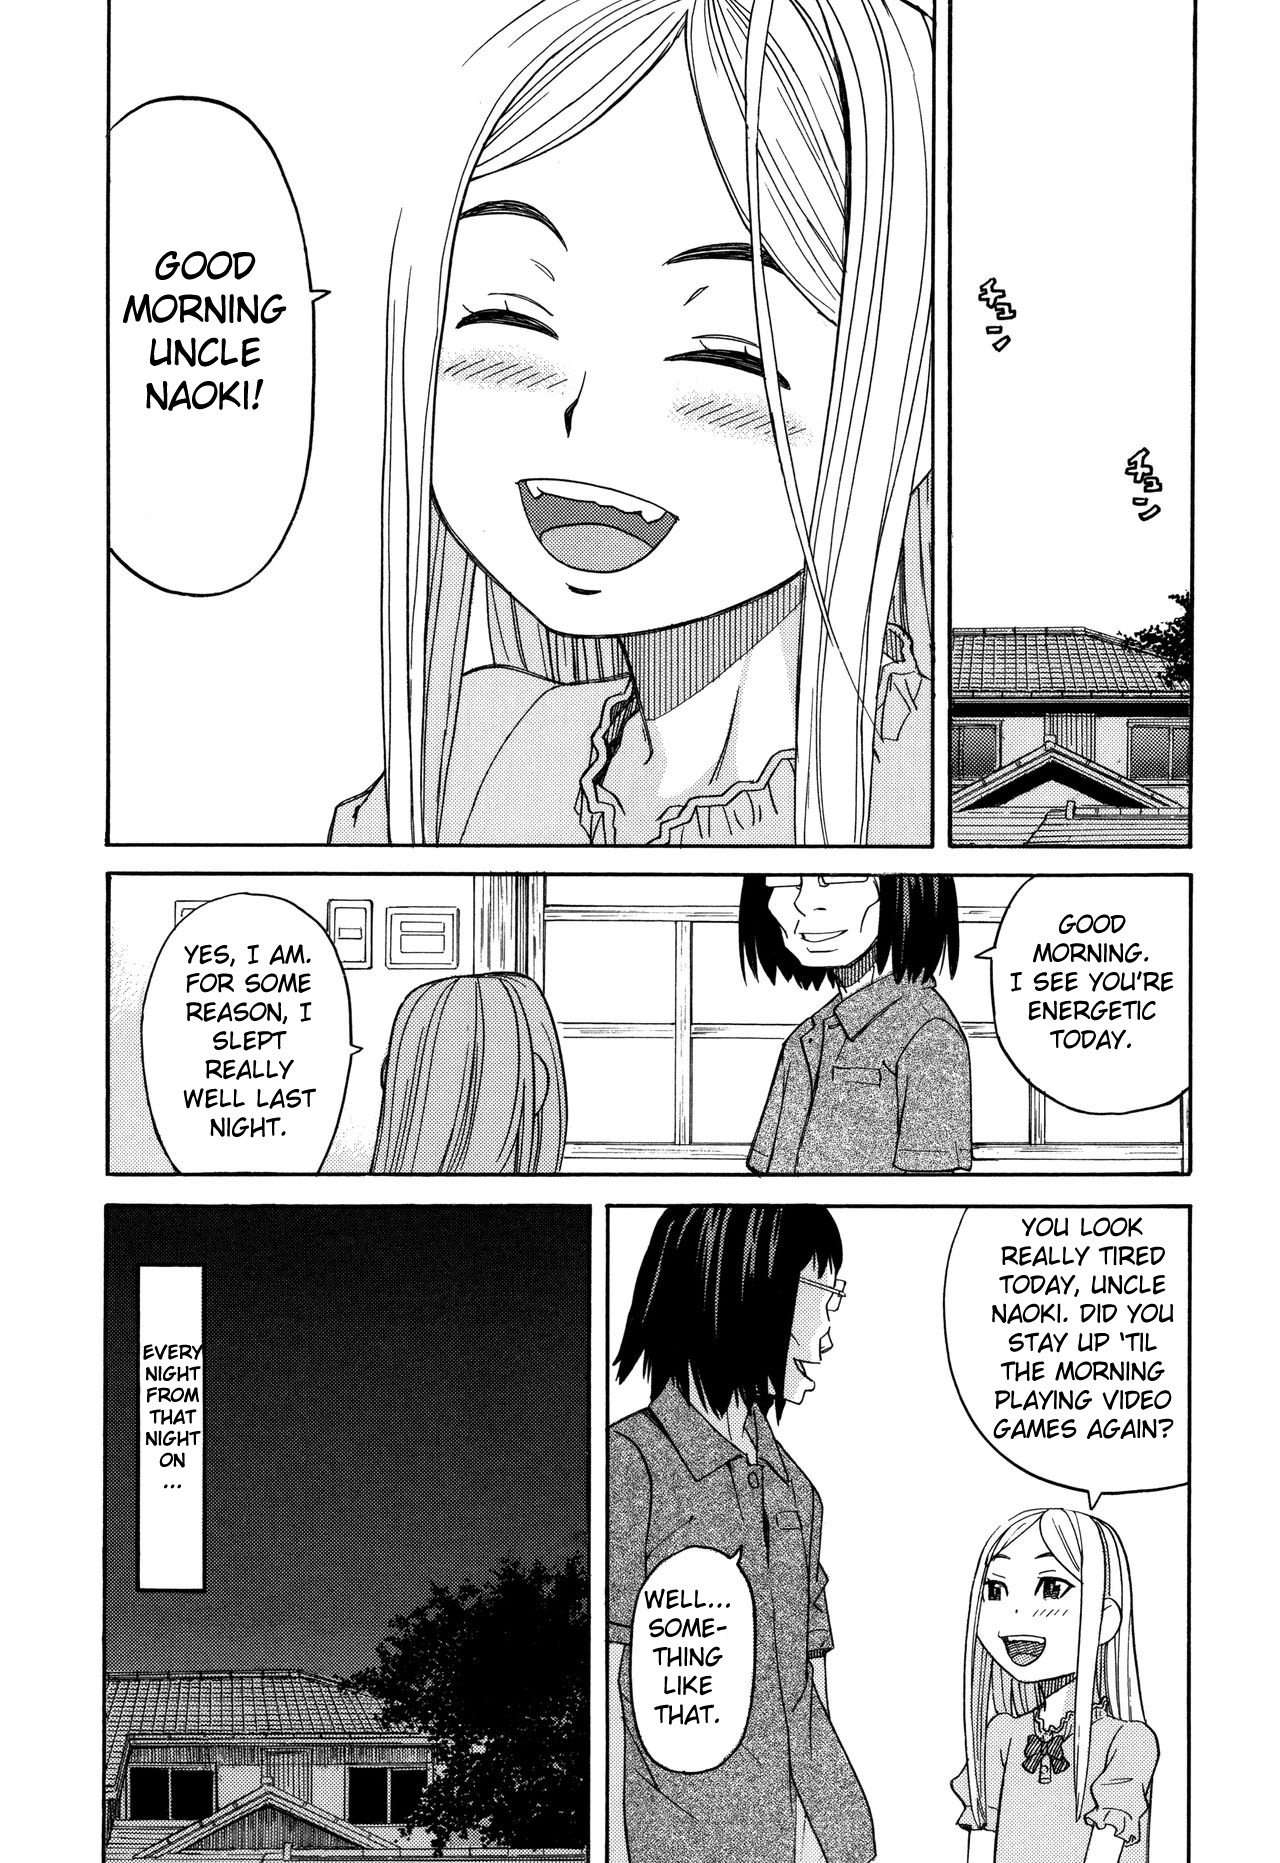 チュン
チュン
GOOD
MORNING
UNCLE
NAOKI!
GOOD
MORNING.
I SEE YOU'RE
ENERGETIC
TODAY.
YES, I AM.
FOR SOME
REASON, I
SLEPT
REALLY
WELL LAST
NIGHT.
YOU LOOK
REALLY TIRED
TODAY, UNCLE
NAOKI. DID YOU
STAY UP 'TIL
THE MORNING
PLAYING VIDEO
GAMES AGAIN?
WELL...
SOME-
THING
LIKE
THAT.
EVERY
NIGHT
FROM
THAT
NIGHT
ON
...